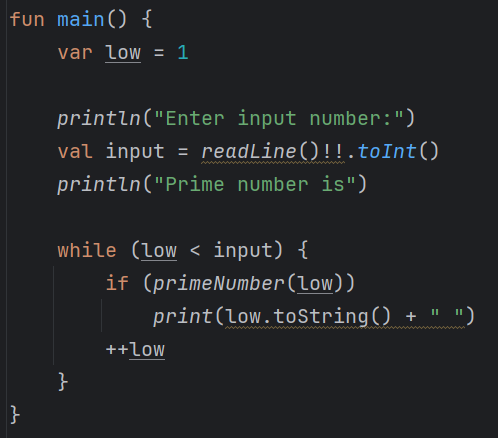 fun main() {
    var low = 1

    println("Enter input number:")
    val input = readLine()!!.toInt()
    println("Prime number is")

    while (low < input) {
        if (primeNumber(low))
            print(low.toString() + " ")
        ++low
    }
}